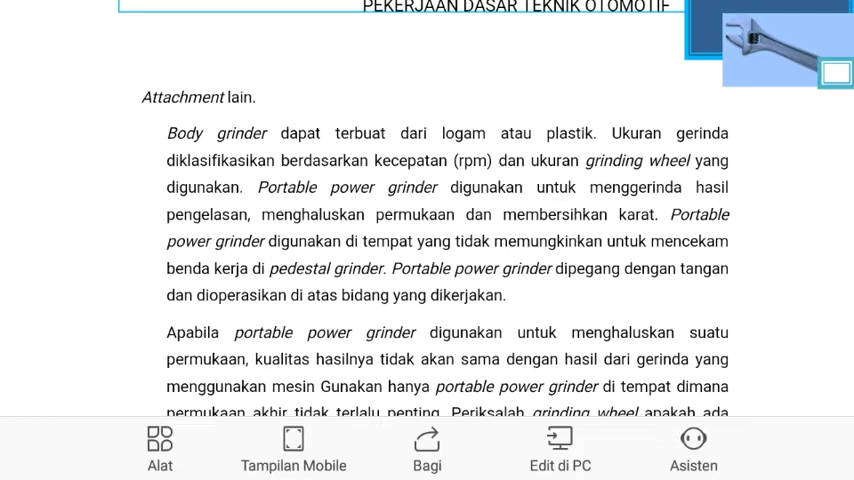 PEKERJAAN DASAR TEKNIK OTOMOTIF
Attachment lain.
Body grinder dapat terbuat dari logam atau plastik. Ukuran gerinda
diklasifikasikan berdasarkan kecepatan (rpm) dan ukuran grinding wheel yang
digunakan. Portable power grinder digunakan untuk menggerinda hasil
pengelasan, menghaluskan permukaan dan membersihkan karat. Portable
power grinder digunakan di tempat yang tidak memungkinkan untuk mencekam
benda kerja di pedestal grinder. Portable power grinder dipegang dengan tangan
dan dioperasikan di atas bidang yang dikerjakan.
Apabila portable power grinder digunakan untuk menghaluskan suatu
permukaan, kualitas hasilnya tidak akan sama dengan hasil dari gerinda yang
menggunakan mesin Gunakan hanya portable power grinder di tempat dimana
permukaan akhir tidak terlalu penting. Periksalah grinding wheel apakah ada
Alat
Tampilan Mobile
Bagi
Edit di PC
Asisten